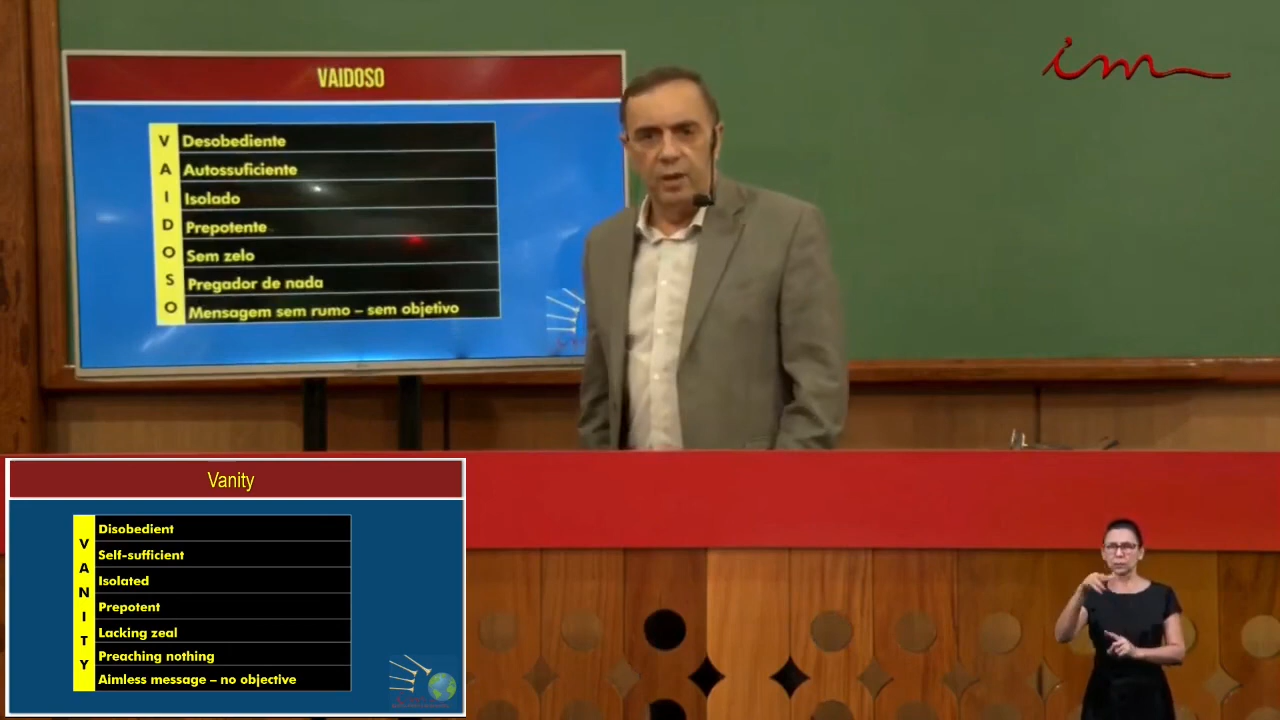 im
VAIDOSO
V
A
I
D
O
S
O
Desobediente
Autossuficiente
Isolado
Prepotente
Sem zelo
Pregador de nada
Mensagem sem rumo – sem objetivo
Vanity
V
A
N
I
T
Y
Disobedient
Self-sufficient
Isolated
Prepotent
Lacking zeal
Preaching nothing
Aimless message – no objective